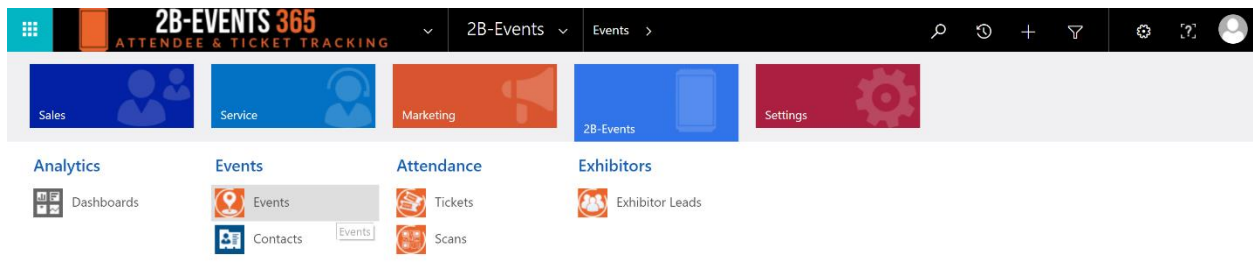 2B-EVENTS 365
ATTENDEE & TICKET TRACKING
2B-Events
Events
Sales
Service
Marketing
2B-Events
Settings
Analytics
Events
Attendance
Exhibitors
Dashboards
Events
Tickets
Exhibitor Leads
Contacts
Events
Scans